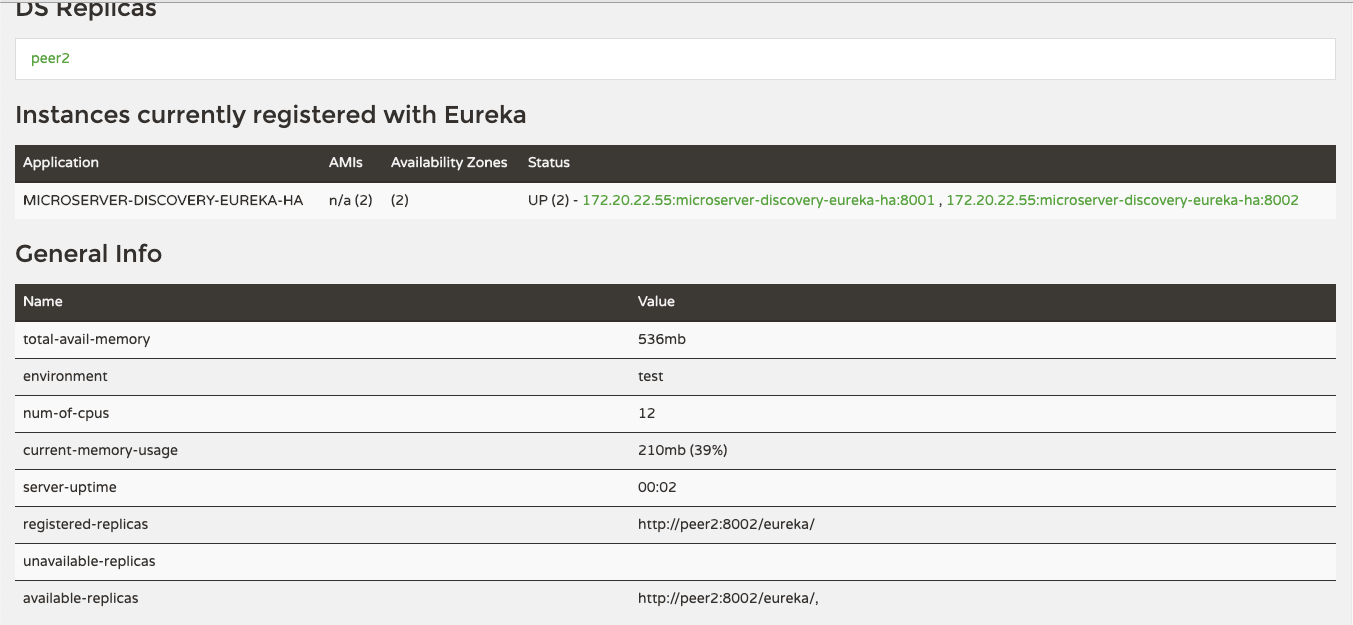 DS Replicas
peer2
Instances currently registered with Eureka
Application AMIs Availability Zones Status
MICROSERVER-DISCOVERY-EUREKA-HA n/a (2) (2) UP (2) - 172.20.22.55:microserver-discovery-eureka-ha:8001 , 172.20.22.55:microserver-discovery-eureka-ha:8002
General Info
Name Value
total-avail-memory 536mb
environment test
num-of-cpus 12
current-memory-usage 210mb (39%)
server-uptime 00:02
registered-replicas http://peer2:8002/eureka/
unavailable-replicas
available-replicas http://peer2:8002/eureka/,